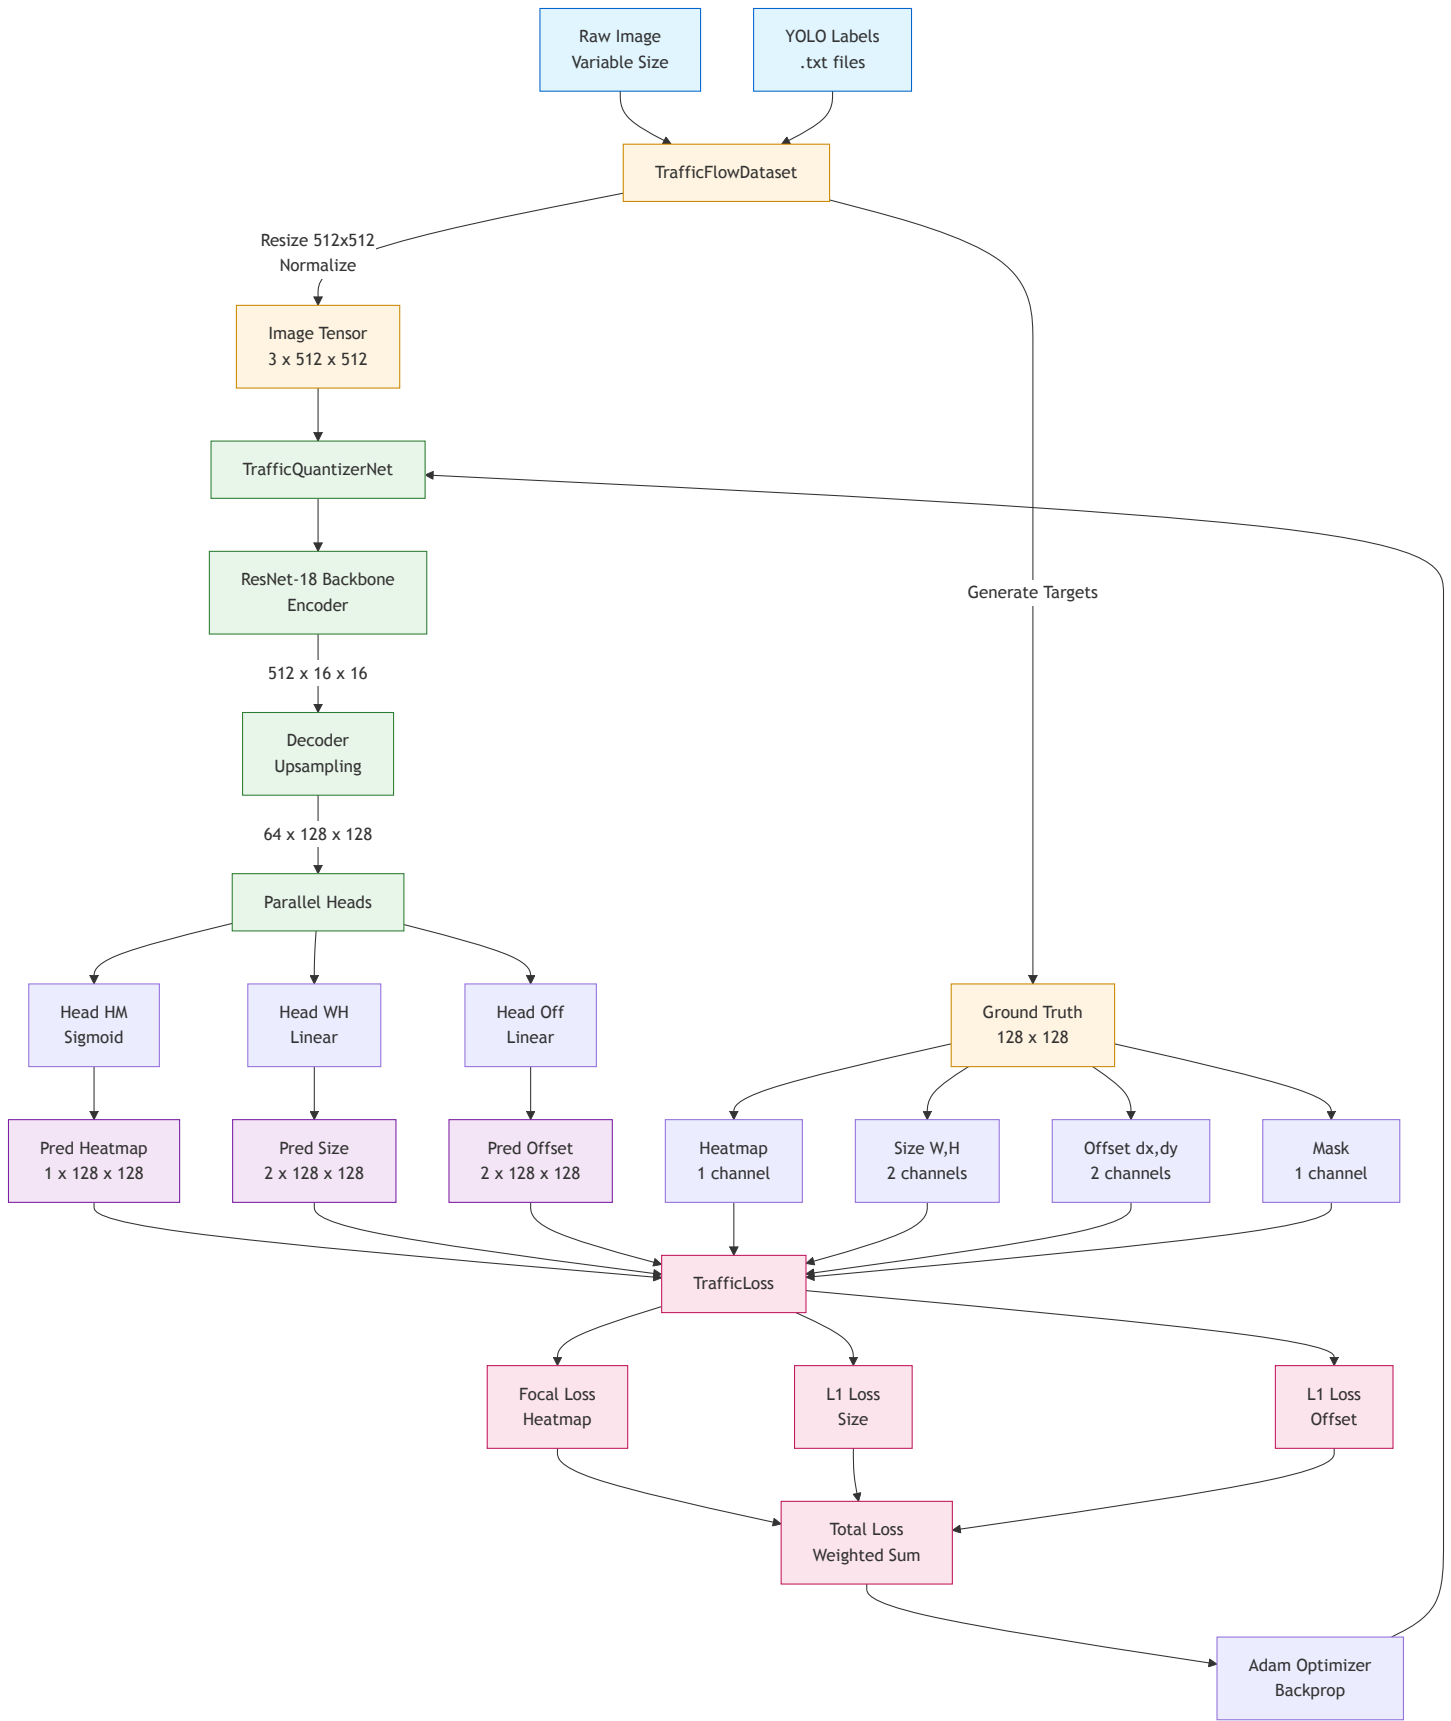 Raw Image
Variable Size
YOLO Labels
.txt files
TrafficFlowDataset
Resize 512x512
Normalize
Image Tensor
3 x 512 x 512
TrafficQuantizerNet
ResNet-18 Backbone
Encoder
Generate Targets
512 x 16 x 16
Decoder
Upsampling
64 x 128 x 128
Parallel Heads
Head HM
Sigmoid
Head WH
Linear
Head Off
Linear
Ground Truth
128 x 128
Pred Heatmap
1 x 128 x 128
Pred Size
2 x 128 x 128
Pred Offset
2 x 128 x 128
Heatmap
1 channel
Size W,H
2 channels
Offset dx,dy
2 channels
Mask
1 channel
TrafficLoss
Focal Loss
Heatmap
L1 Loss
Size
L1 Loss
Offset
Total Loss
Weighted Sum
Adam Optimizer
Backprop